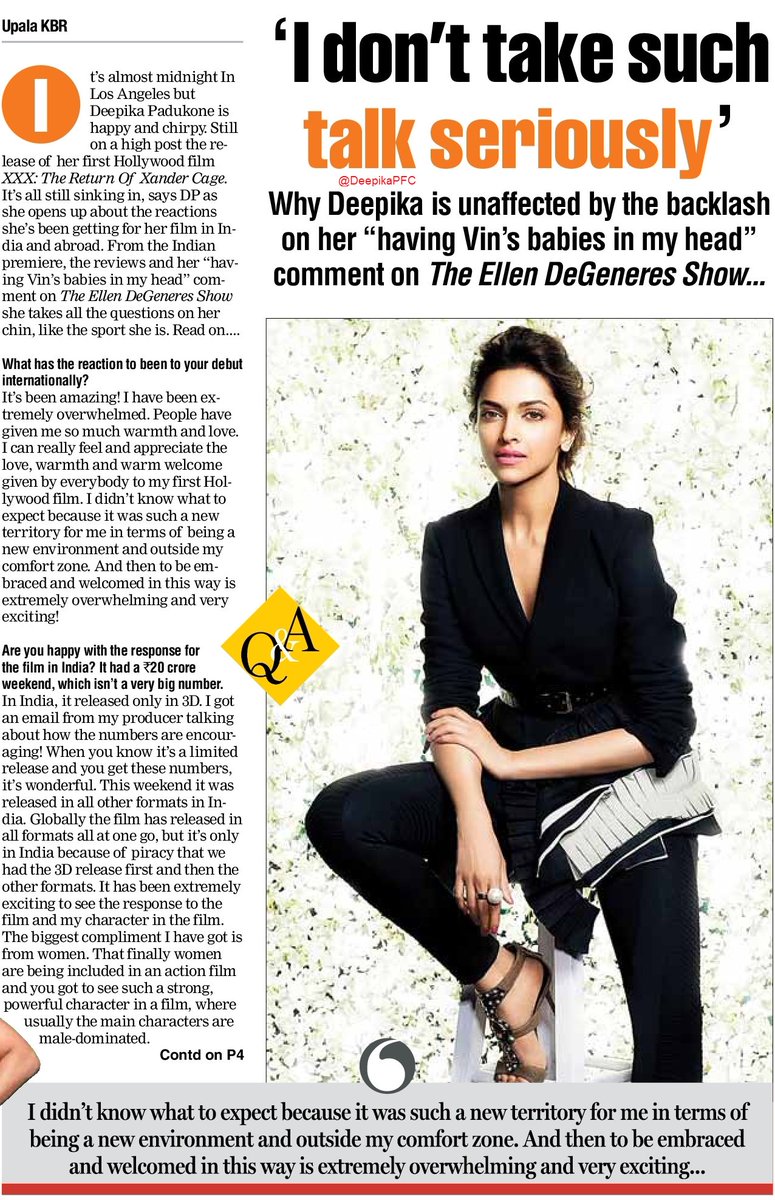 Upala KBR
‘I don’t take such
talk seriously’
@DeepikaPFC
Why Deepika is unaffected by the backlash
on her “having Vin’s babies in my head”
comment on The Ellen DeGeneres Show...
It’s almost midnight In
Los Angeles but
Deepika Padukone is
happy and chirpy. Still
on a high post the re-
lease of her first Hollywood film
XXX: The Return Of Xander Cage.
It’s all still sinking in, says DP as
she opens up about the reactions
she’s been getting for her film in In-
dia and abroad. From the Indian
premiere, the reviews and her “hav-
ing Vin’s babies in my head” com-
ment on The Ellen DeGeneres Show
she takes all the questions on her
chin, like the sport she is. Read on....
What has the reaction to been to your debut
internationally?
It’s been amazing! I have been ex-
tremely overwhelmed. People have
given me so much warmth and love.
I can really feel and appreciate the
love, warmth and warm welcome
given by everybody to my first Hol-
lywood film. I didn’t know what to
expect because it was such a new
territory for me in terms of being a
new environment and outside my
comfort zone. And then to be em-
braced and welcomed in this way is
extremely overwhelming and very
exciting!
Are you happy with the response for
the film in India? It had a ₹20 crore
weekend, which isn’t a very big number.
In India, it released only in 3D. I got
an email from my producer talking
about how the numbers are encour-
aging! When you know it’s a limited
release and you get these numbers,
it’s wonderful. This weekend it was
released in all other formats in In-
dia. Globally the film has released in
all formats all at one go, but it’s only
in India because of piracy that we
had the 3D release first and then the
other formats. It has been extremely
exciting to see the response to the
film and my character in the film.
The biggest compliment I have got is
from women. That finally women
are being included in an action film
and you got to see such a strong,
powerful character in a film, where
usually the main characters are
male-dominated.
Contd on P4
Q&A
I didn’t know what to expect because it was such a new territory for me in terms of
being a new environment and outside my comfort zone. And then to be embraced
and welcomed in this way is extremely overwhelming and very exciting...